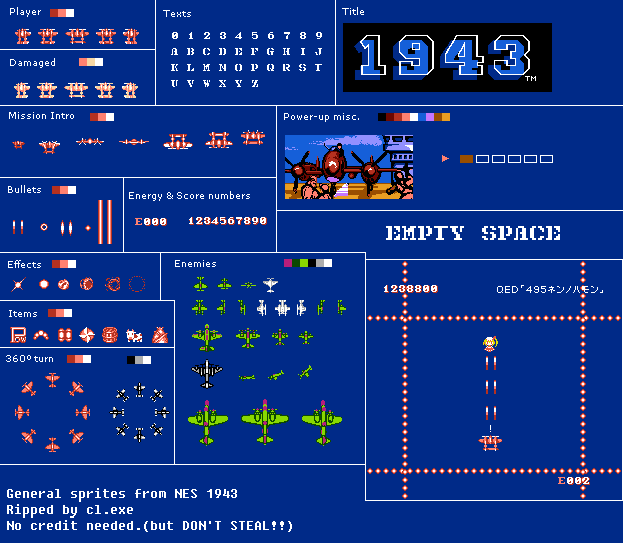 Player
Texts
Title
0 1 2 3 4 5 6 7 8 9
A B C D E F G H I J
K L M N O P Q R S T
U V W X Y Z
1943
TM
Damaged
Mission Intro
Power-up misc.
Bullets
Energy & Score numbers
E000 1234567890
EMPTY SPACE
Effects
Enemies
1238800
QED「495ネンノハモン」
Items
POW
360º turn
E002
General sprites from NES 1943
Ripped by cl.exe
No credit needed.(but DON'T STEAL!!)